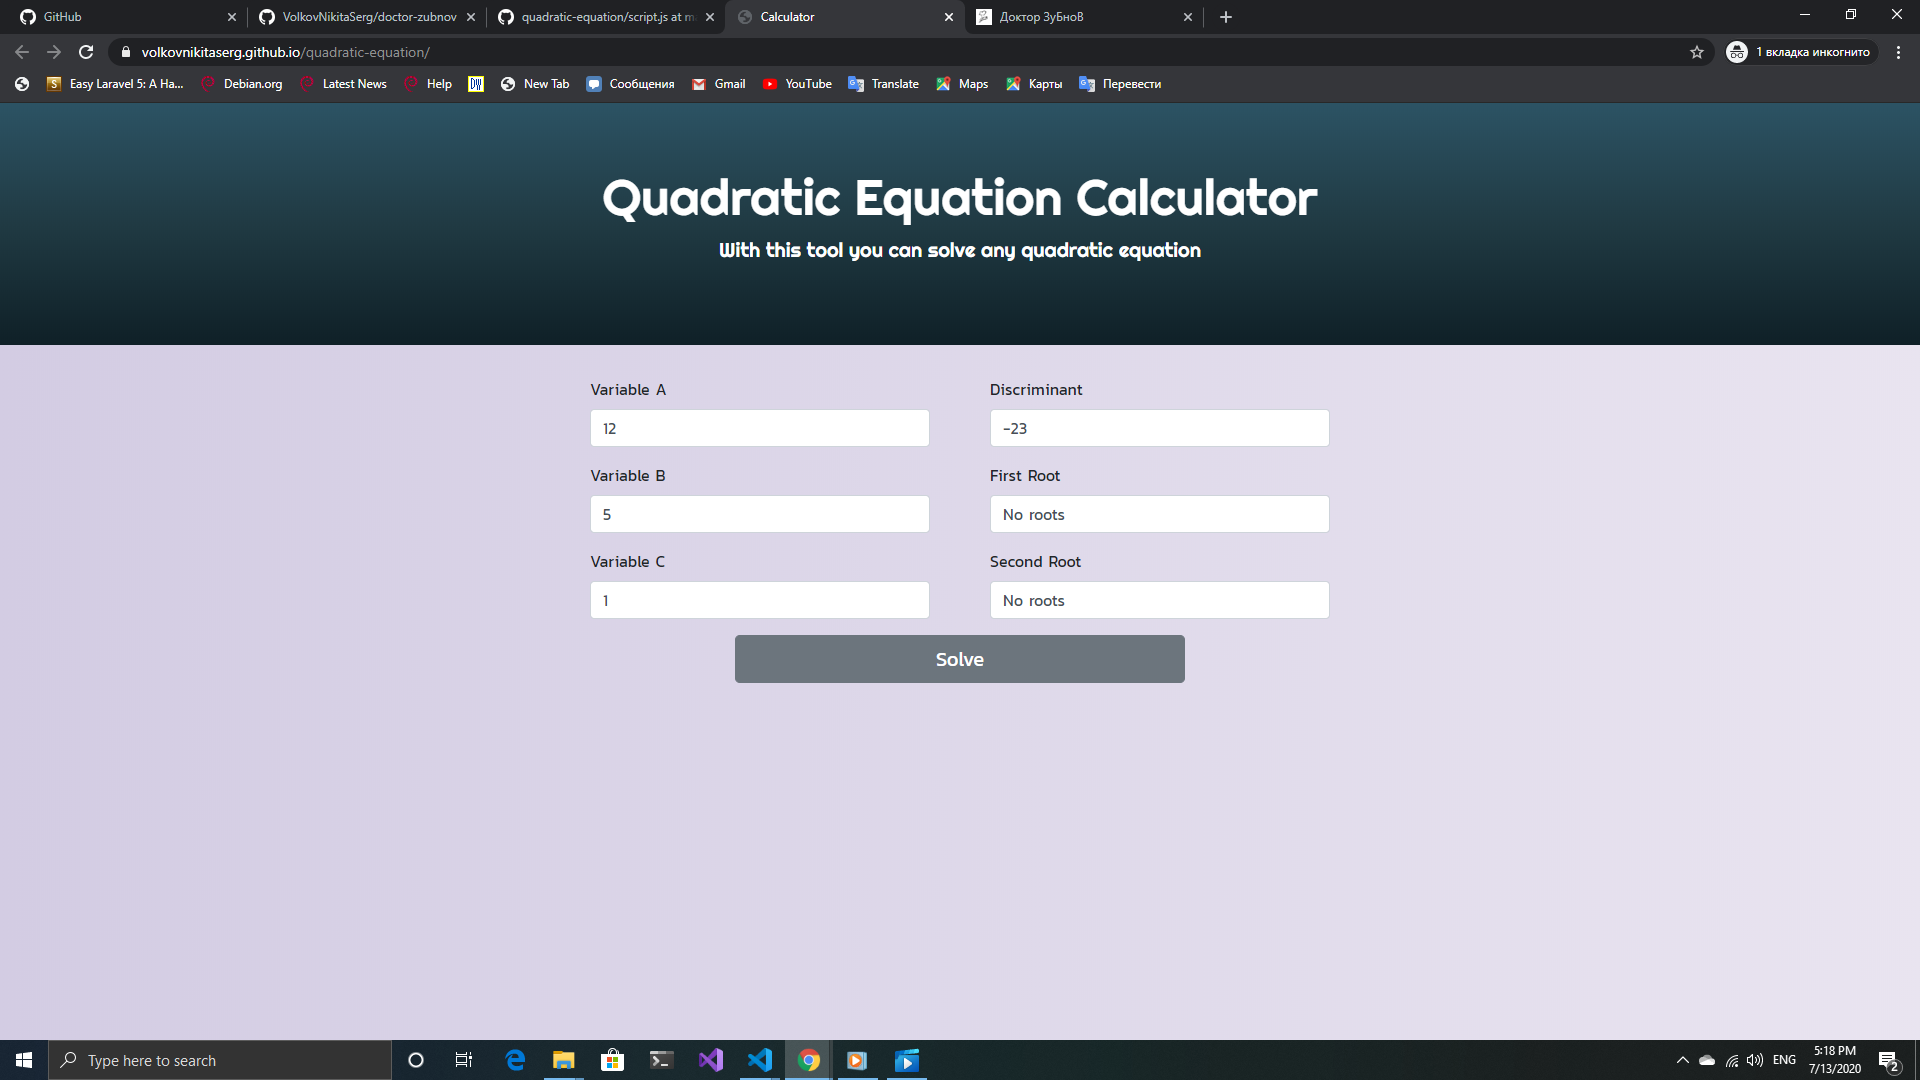 GitHub
VolkovNikitaSerg/doctor-zubnov
quadratic-equation/script.js at m
Calculator
Доктор ЗуБноВ
volkovnikitaserg.github.io/quadratic-equation/
1 вкладка инкогнито
Easy Laravel 5: A Ha...
Debian.org
Latest News
Help
DW
New Tab
Сообщения
Gmail
YouTube
Translate
Maps
Карты
Перевести
Quadratic Equation Calculator
With this tool you can solve any quadratic equation
Variable A
12
Variable B
5
Variable C
1
Discriminant
-23
First Root
No roots
Second Root
No roots
Solve
Type here to search
ENG
5:18 PM
7/13/2020
2